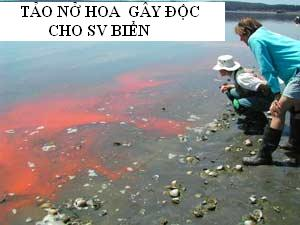 TẢO NỞ HOA GÂY ĐỘC
CHO SV BIỂN